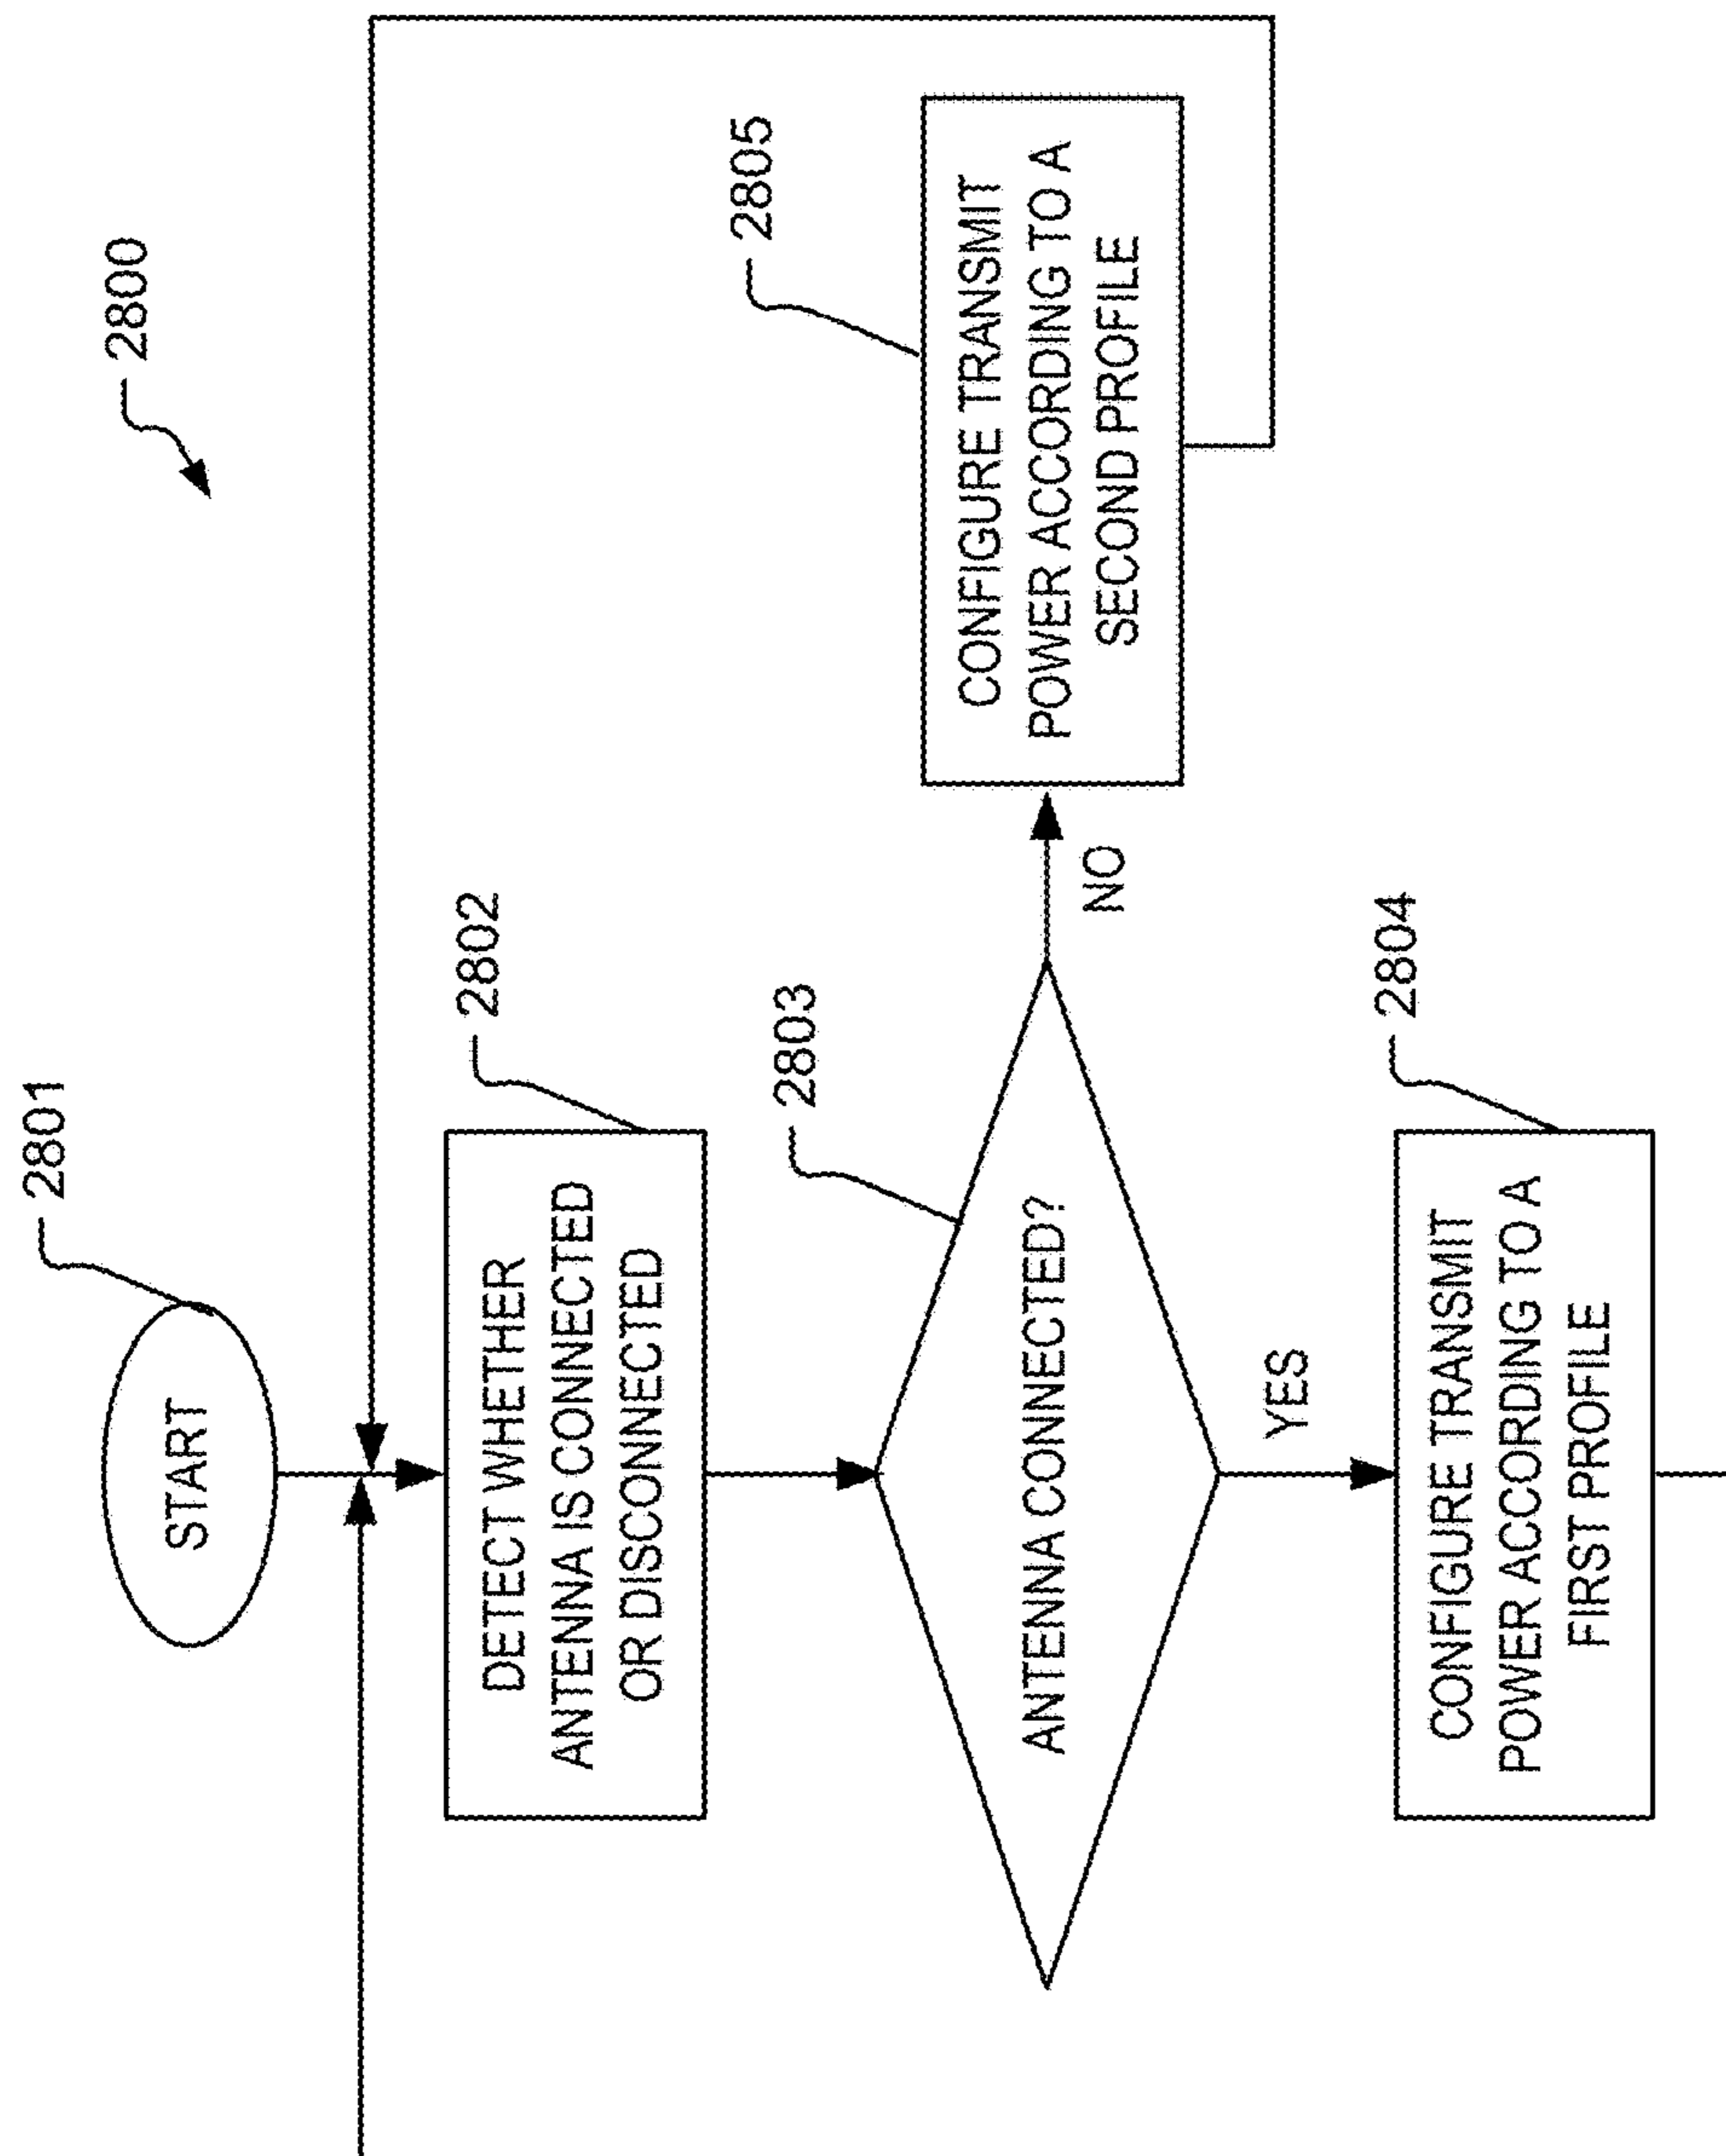 2800
2801
START
2802
DETECT WHETHER
ANTENNA IS CONNECTED
OR DISCONNECTED
2803
ANTENNA CONNECTED?
NO
2805
CONFIGURE TRANSMIT
POWER ACCORDING TO A
SECOND PROFILE
YES
2804
CONFIGURE TRANSMIT
POWER ACCORDING TO A
FIRST PROFILE